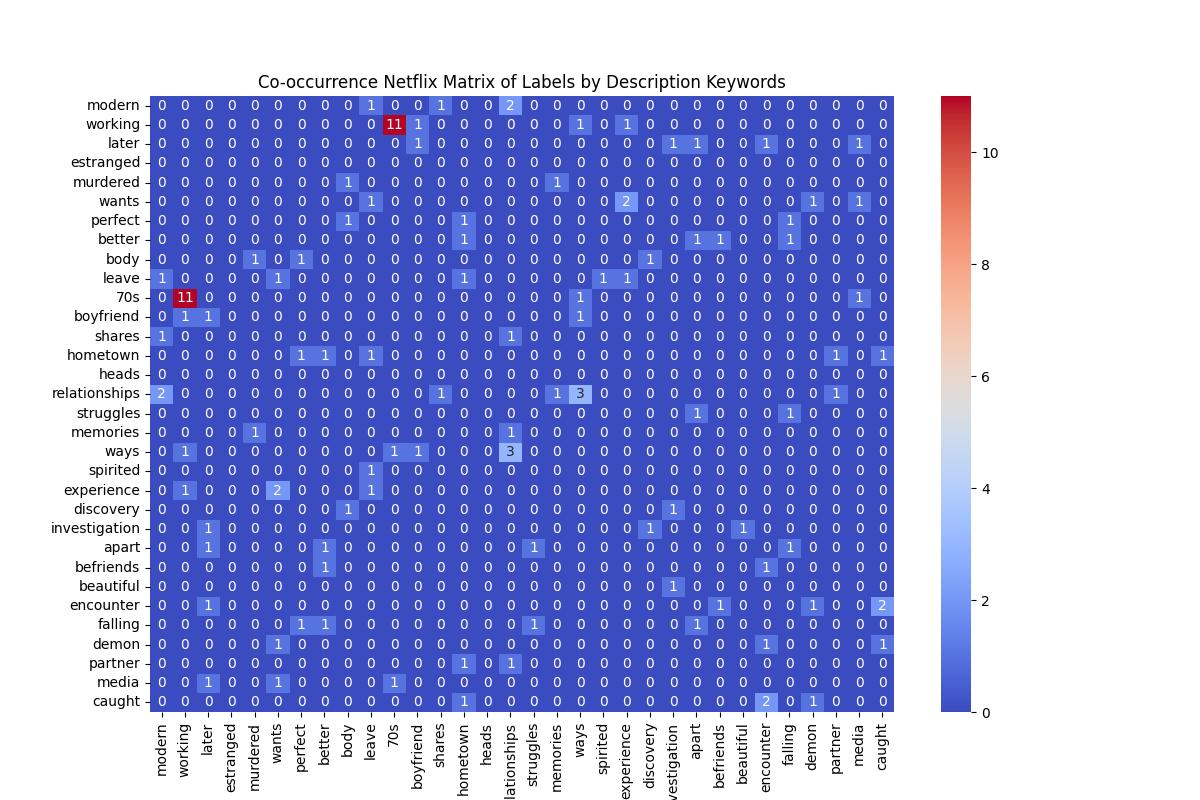 Co-occurrence Netflix Matrix of Labels by Description Keywords
modern 0 0 0 0 0 0 0 0 0 1 0 0 1 0 0 2 0 0 0 0 0 0 0 0 0 0 0 0 0 0 0 0
working 0 0 0 0 0 0 0 0 0 0 11 1 0 0 0 0 0 0 1 0 1 0 0 0 0 0 0 0 0 0 0 0
later 0 0 0 0 0 0 0 0 0 0 0 1 0 0 0 0 0 0 0 0 0 0 1 1 0 0 1 0 0 0 1 0
estranged 0 0 0 0 0 0 0 0 0 0 0 0 0 0 0 0 0 0 0 0 0 0 0 0 0 0 0 0 0 0 0 0
murdered 0 0 0 0 0 0 0 0 1 0 0 0 0 0 0 0 0 1 0 0 0 0 0 0 0 0 0 0 0 0 0 0
wants 0 0 0 0 0 0 0 0 0 1 0 0 0 0 0 0 0 0 0 0 2 0 0 0 0 0 0 0 1 0 1 0
perfect 0 0 0 0 0 0 0 0 1 0 0 0 0 1 0 0 0 0 0 0 0 0 0 0 0 0 0 1 0 0 0 0
better 0 0 0 0 0 0 0 0 0 0 0 0 0 1 0 0 0 0 0 0 0 0 0 1 1 0 0 1 0 0 0 0
body 0 0 0 0 1 0 1 0 0 0 0 0 0 0 0 0 0 0 0 0 0 1 0 0 0 0 0 0 0 0 0 0
leave 1 0 0 0 0 1 0 0 0 0 0 0 0 1 0 0 0 0 0 1 1 0 0 0 0 0 0 0 0 0 0 0
70s 0 11 0 0 0 0 0 0 0 0 0 0 0 0 0 0 0 0 1 0 0 0 0 0 0 0 0 0 0 0 1 0
boyfriend 0 1 1 0 0 0 0 0 0 0 0 0 0 0 0 0 0 0 1 0 0 0 0 0 0 0 0 0 0 0 0 0
shares 1 0 0 0 0 0 0 0 0 0 0 0 0 0 0 1 0 0 0 0 0 0 0 0 0 0 0 0 0 0 0 0
hometown 0 0 0 0 0 0 1 1 0 1 0 0 0 0 0 0 0 0 0 0 0 0 0 0 0 0 0 0 0 1 0 1
heads 0 0 0 0 0 0 0 0 0 0 0 0 0 0 0 0 0 0 0 0 0 0 0 0 0 0 0 0 0 0 0 0
relationships 2 0 0 0 0 0 0 0 0 0 0 0 1 0 0 0 0 1 3 0 0 0 0 0 0 0 0 0 0 1 0 0
struggles 0 0 0 0 0 0 0 0 0 0 0 0 0 0 0 0 0 0 0 0 0 0 0 1 0 0 0 1 0 0 0 0
memories 0 0 0 0 1 0 0 0 0 0 0 0 0 0 0 1 0 0 0 0 0 0 0 0 0 0 0 0 0 0 0 0
ways 0 1 0 0 0 0 0 0 0 0 1 1 0 0 0 3 0 0 0 0 0 0 0 0 0 0 0 0 0 0 0 0
spirited 0 0 0 0 0 0 0 0 0 1 0 0 0 0 0 0 0 0 0 0 0 0 0 0 0 0 0 0 0 0 0 0
experience 0 1 0 0 0 2 0 0 0 1 0 0 0 0 0 0 0 0 0 0 0 0 0 0 0 0 0 0 0 0 0 0
discovery 0 0 0 0 0 0 0 0 1 0 0 0 0 0 0 0 0 0 0 0 0 0 1 0 0 0 0 0 0 0 0 0
investigation 0 0 1 0 0 0 0 0 0 0 0 0 0 0 0 0 0 0 0 0 0 1 0 0 0 1 0 0 0 0 0 0
apart 0 0 1 0 0 0 0 1 0 0 0 0 0 0 0 0 1 0 0 0 0 0 0 0 0 0 0 1 0 0 0 0
befriends 0 0 0 0 0 0 0 1 0 0 0 0 0 0 0 0 0 0 0 0 0 0 0 0 0 0 1 0 0 0 0 0
beautiful 0 0 0 0 0 0 0 0 0 0 0 0 0 0 0 0 0 0 0 0 0 0 1 0 0 0 0 0 0 0 0 0
encounter 0 0 1 0 0 0 0 0 0 0 0 0 0 0 0 0 0 0 0 0 0 0 0 0 1 0 0 0 1 0 0 2
falling 0 0 0 0 0 0 1 1 0 0 0 0 0 0 0 0 1 0 0 0 0 0 0 1 0 0 0 0 0 0 0 0
demon 0 0 0 0 0 1 0 0 0 0 0 0 0 0 0 0 0 0 0 0 0 0 0 0 0 0 1 0 0 0 0 1
partner 0 0 0 0 0 0 0 0 0 0 0 0 0 1 0 1 0 0 0 0 0 0 0 0 0 0 0 0 0 0 0 0
media 0 0 1 0 0 1 0 0 0 0 1 0 0 0 0 0 0 0 0 0 0 0 0 0 0 0 0 0 0 0 0 0
caught 0 0 0 0 0 0 0 0 0 0 0 0 0 1 0 0 0 0 0 0 0 0 0 0 0 0 2 0 1 0 0 0
modern
working
later
estranged
murdered
wants
perfect
better
body
leave
70s
boyfriend
shares
hometown
heads
lationships
struggles
memories
ways
spirited
experience
discovery
vestigation
apart
befriends
beautiful
encounter
falling
demon
partner
media
caught
10
8
6
4
2
0